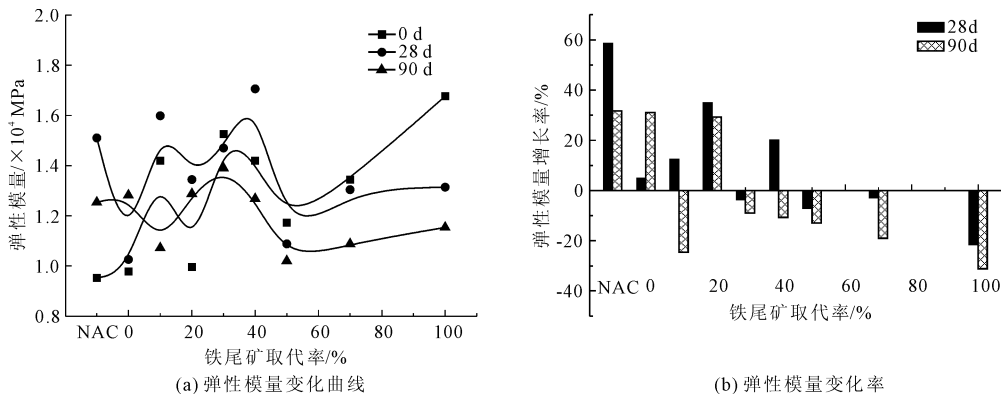 2.0
1.8
1.6
1.4
1.2
1.0
0.8
弹性模量/×10⁴ MPa
0 d
28 d
90 d
NAC 0 20 40 60 80 100
铁尾矿取代率/%
(a) 弹性模量变化曲线
60
40
20
0
-20
-40
弹性模量增长率/%
28d
90d
NAC 0 20 40 60 80 100
铁尾矿取代率/%
(b) 弹性模量变化率